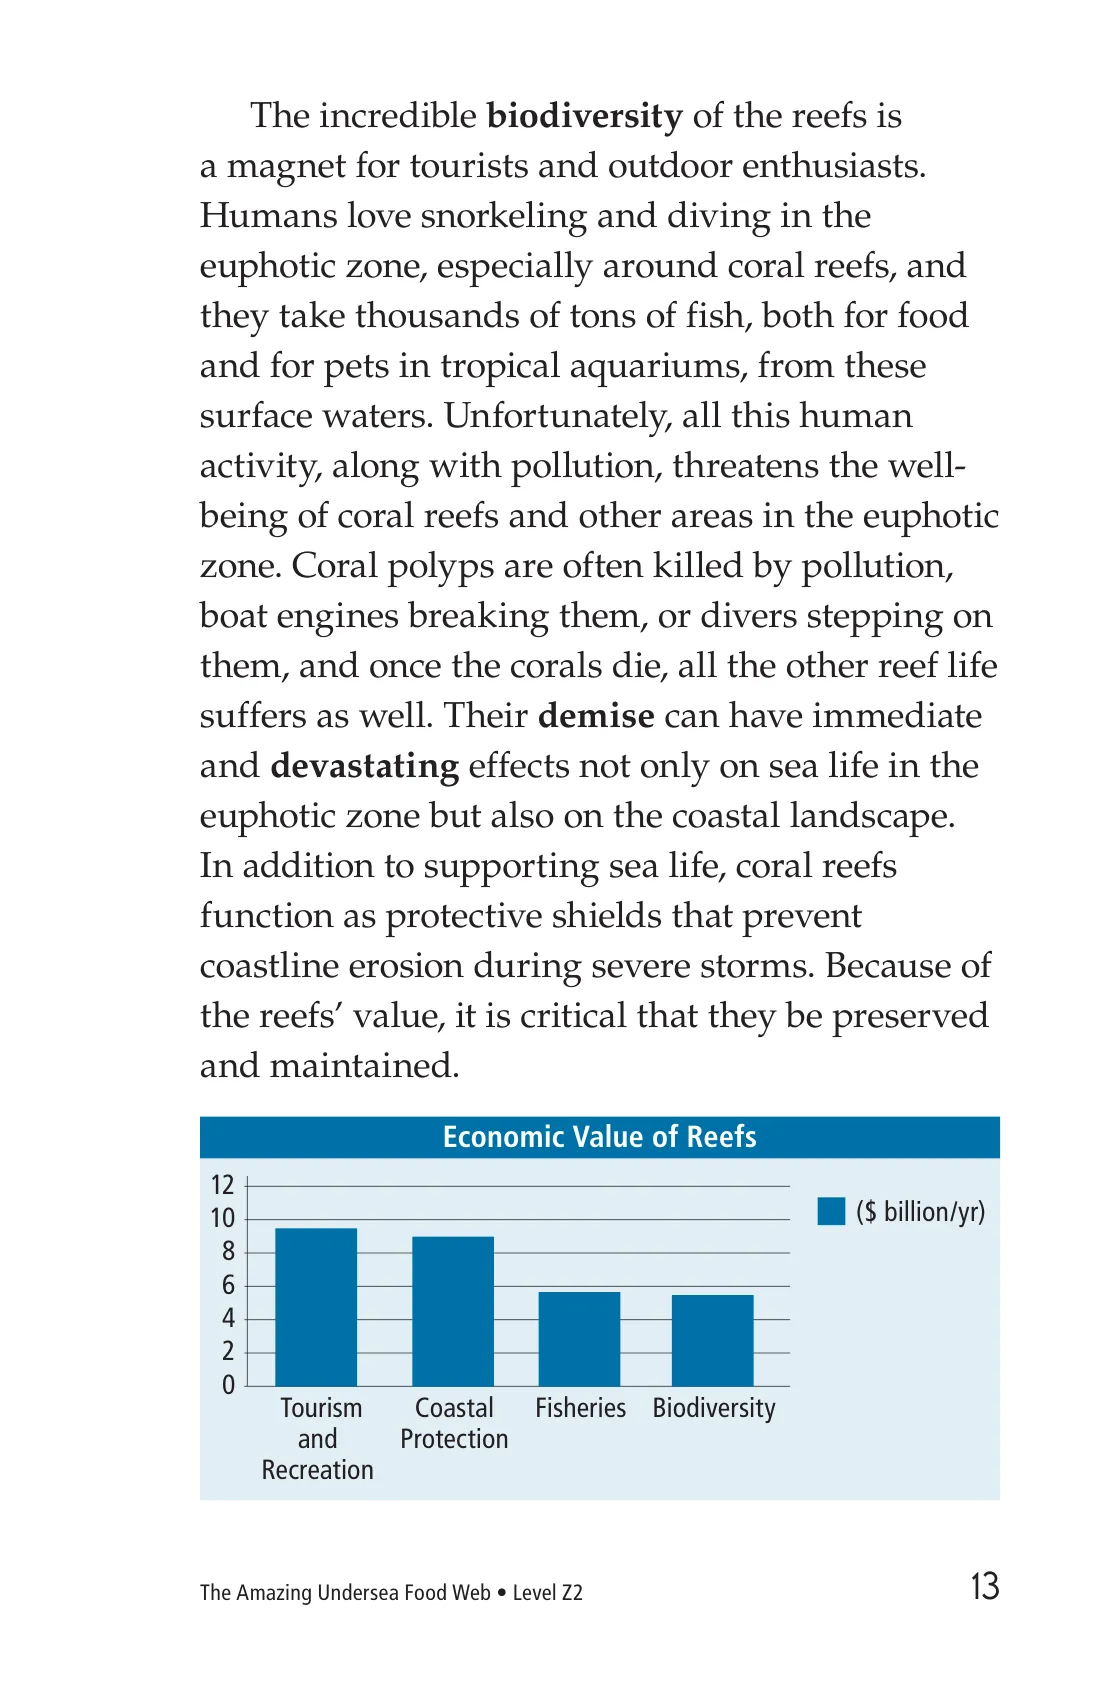 The incredible biodiversity of the reefs is
a magnet for tourists and outdoor enthusiasts.
Humans love snorkeling and diving in the
euphotic zone, especially around coral reefs, and
they take thousands of tons of fish, both for food
and for pets in tropical aquariums, from these
surface waters. Unfortunately, all this human
activity, along with pollution, threatens the well-
being of coral reefs and other areas in the euphotic
zone. Coral polyps are often killed by pollution,
boat engines breaking them, or divers stepping on
them, and once the corals die, all the other reef life
suffers as well. Their demise can have immediate
and devastating effects not only on sea life in the
euphotic zone but also on the coastal landscape.
In addition to supporting sea life, coral reefs
function as protective shields that prevent
coastline erosion during severe storms. Because of
the reefs’ value, it is critical that they be preserved
and maintained.
Economic Value of Reefs
12
10
8
6
4
2
0
($ billion/yr)
Tourism
and
Recreation
Coastal
Protection
Fisheries
Biodiversity
The Amazing Undersea Food Web • Level Z2
13